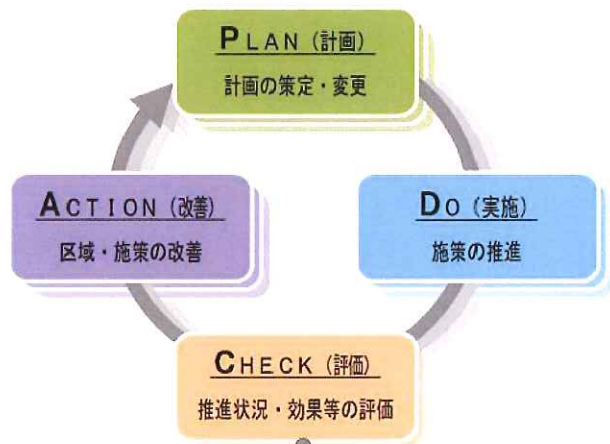 PLAN（計画）
計画の策定・変更
DO（実施）
施策の推進
CHECK（評価）
推進状況・効果等の評価
ACTION（改善）
区域・施策の改善